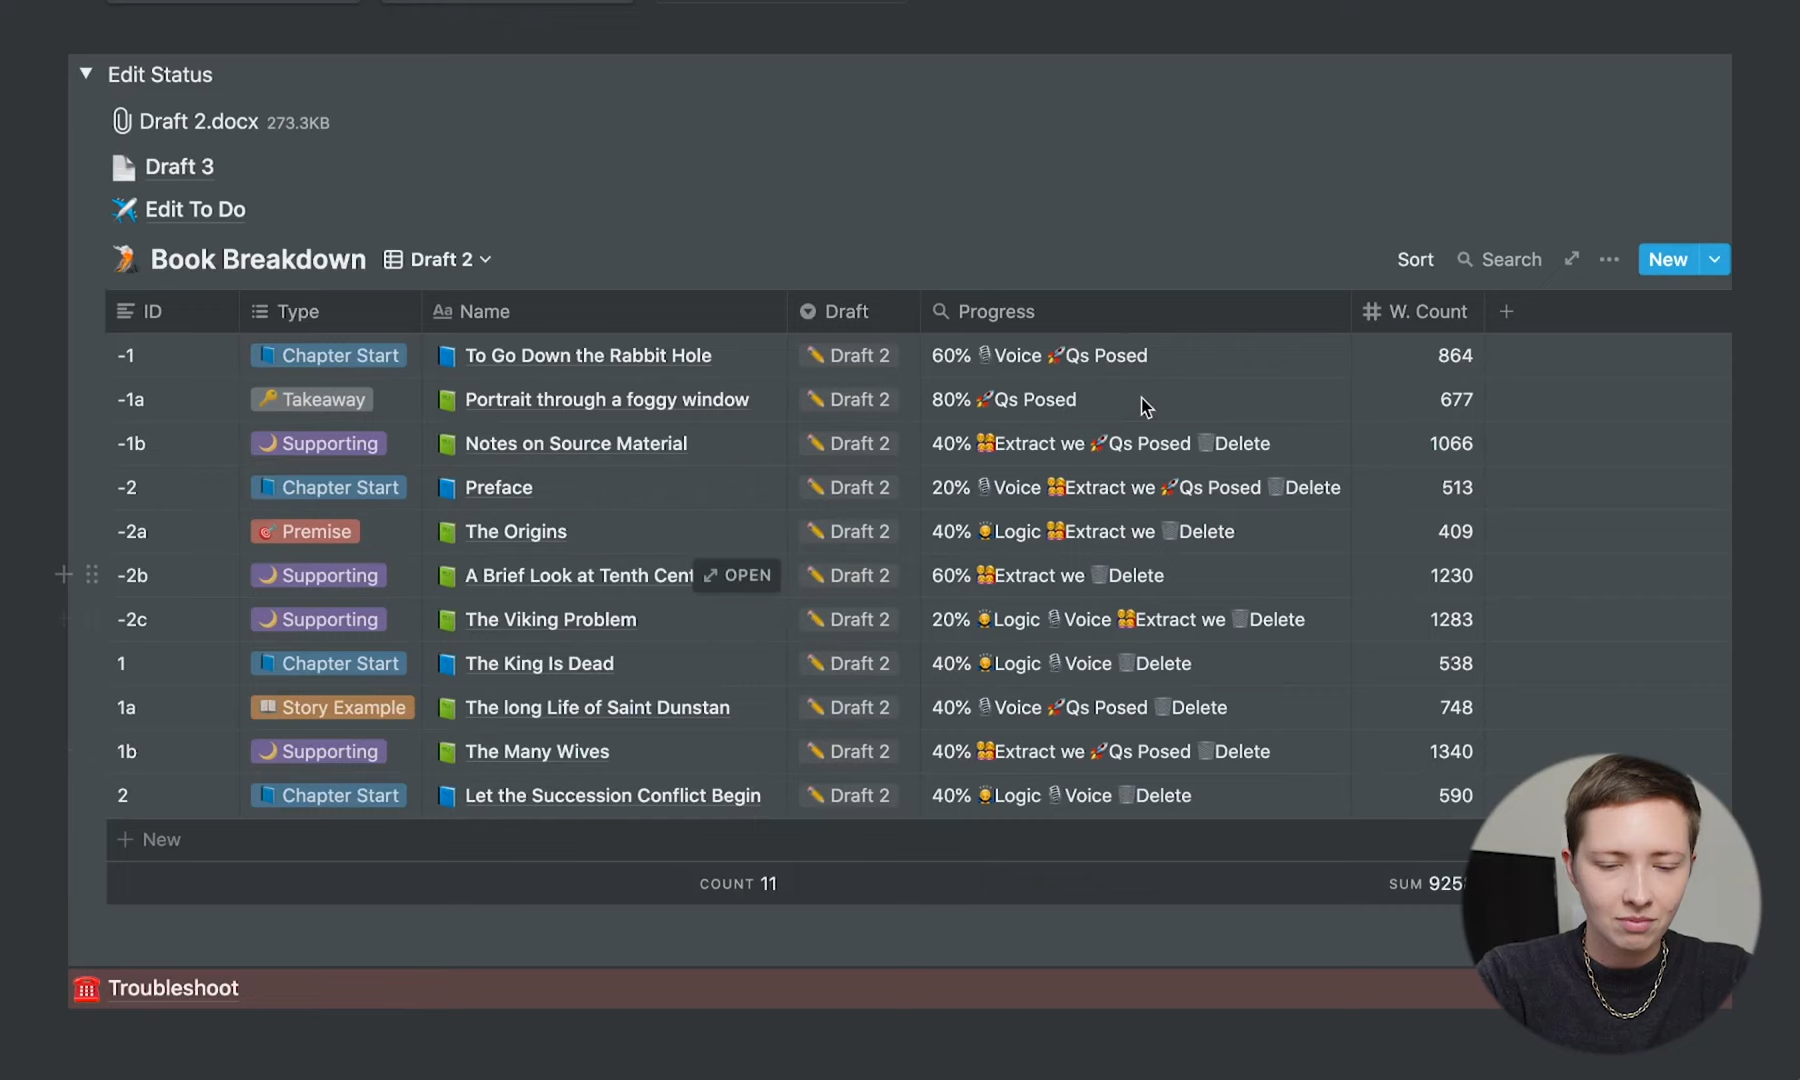 Edit Status
Draft 2.docx 273.3KB
Draft 3
Edit To Do
Book Breakdown Draft 2 Sort Search New
ID Type Name Draft Progress W. Count
-1 Chapter Start To Go Down the Rabbit Hole Draft 2 60% Voice Qs Posed 864
-1a Takeaway Portrait through a foggy window Draft 2 80% Qs Posed 677
-1b Supporting Notes on Source Material Draft 2 40% Extract we Qs Posed Delete 1066
-2 Chapter Start Preface Draft 2 20% Voice Extract we Qs Posed Delete 513
-2a Premise The Origins Draft 2 40% Logic Extract we Delete 409
-2b Supporting A Brief Look at Tenth Cent OPEN Draft 2 60% Extract we Delete 1230
-2c Supporting The Viking Problem Draft 2 20% Logic Voice Extract we Delete 1283
1 Chapter Start The King Is Dead Draft 2 40% Logic Voice Delete 538
1a Story Example The long Life of Saint Dunstan Draft 2 40% Voice Qs Posed Delete 748
1b Supporting The Many Wives Draft 2 40% Extract we Qs Posed Delete 1340
2 Chapter Start Let the Succession Conflict Begin Draft 2 40% Logic Voice Delete 590
+ New
COUNT 11 SUM 925
Troubleshoot